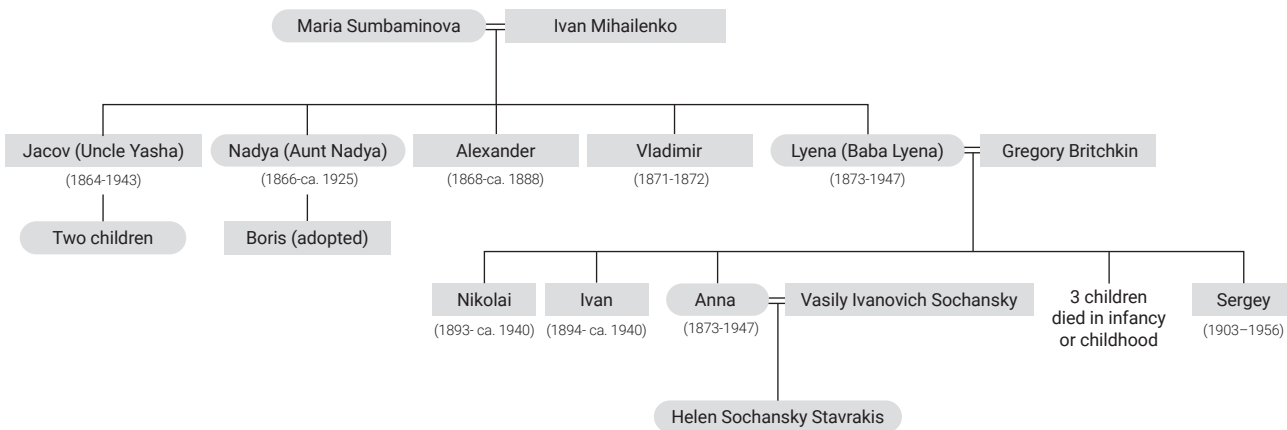 Maria Sumbaminova
Ivan Mihailenko
Jacov (Uncle Yasha)
Nadya (Aunt Nadya)
Alexander
Vladimir
Lyena (Baba Lyena)
Gregory Britchkin
(1864-1943)
(1866-ca. 1925)
(1868-ca. 1888)
(1871-1872)
(1873-1947)
Two children
Boris (adopted)
Nikolai
Ivan
Anna
Vasily Ivanovich Sochansky
3 children
died in infancy
or childhood
Sergey
(1893- ca. 1940)
(1894- ca. 1940)
(1873-1947)
(1903–1956)
Helen Sochansky Stavrakis